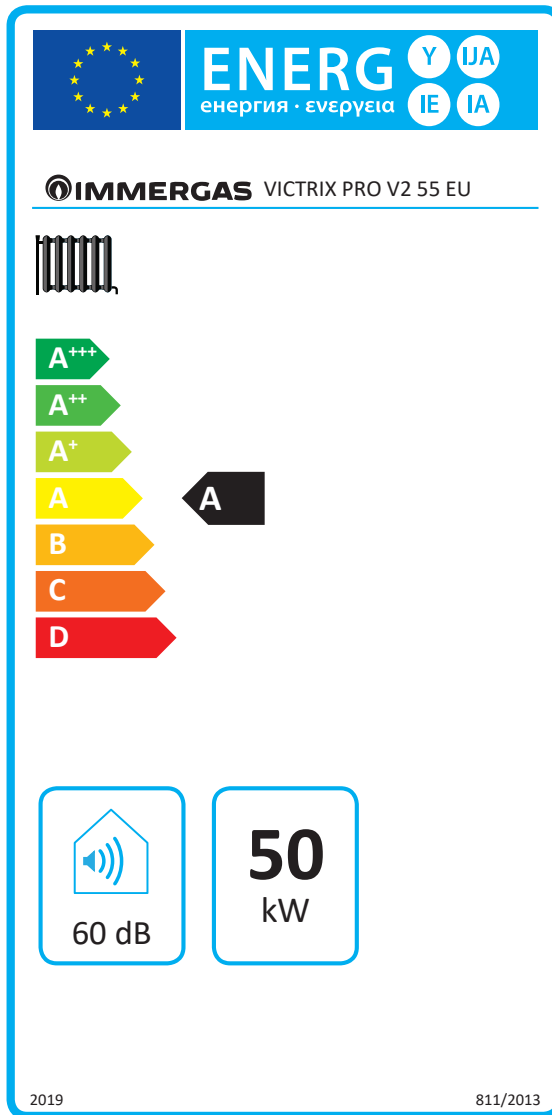 ENERG Y IJA
енергия · ενεργεια IE IA
IMMERGAS VICTRIX PRO V2 55 EU
A+++
A++
A+
A A
B
C
D
50
kW
60 dB
2019 811/2013